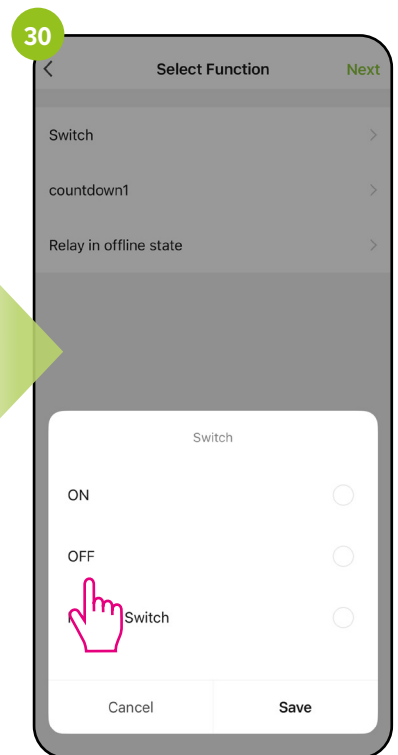 30
Select Function Next
Switch
countdown1
Relay in offline state
Switch
ON
OFF
Switch
Cancel Save